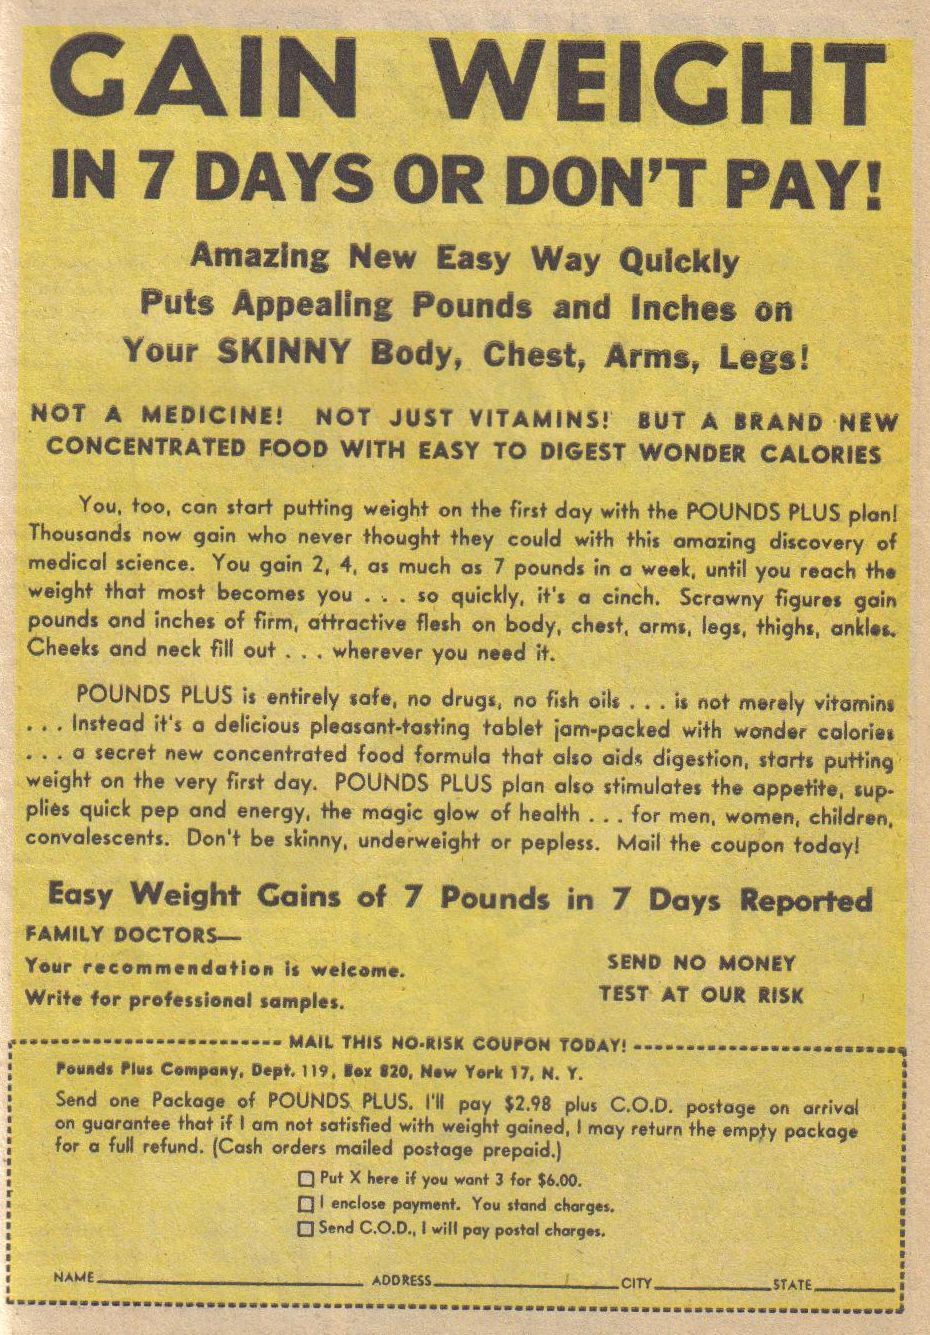 GAIN WEIGHT
IN 7 DAYS OR DON'T PAY!
Amazing New Easy Way Quickly
Puts Appealing Pounds and Inches on
Your SKINNY Body, Chest, Arms, Legs!
NOT A MEDICINE! NOT JUST VITAMINS! BUT A BRAND NEW
CONCENTRATED FOOD WITH EASY TO DIGEST WONDER CALORIES
You, too, can start putting weight on the first day with the POUNDS PLUS plan!
Thousands now gain who never thought they could with this amazing discovery of
medical science. You gain 2, 4, as much as 7 pounds in a week, until you reach the
weight that most becomes you . . . so quickly, it's a cinch. Scrawny figures gain
pounds and inches of firm, attractive flesh on body, chest, arms, legs, thighs, ankles.
Cheeks and neck fill out . . . wherever you need it.
POUNDS PLUS is entirely safe, no drugs, no fish oils . . . is not merely vitamins
. . . Instead it's a delicious pleasant-tasting tablet jam-packed with wonder calories
. . . a secret new concentrated food formula that also aids digestion, starts putting
weight on the very first day. POUNDS PLUS plan also stimulates the appetite, sup-
plies quick pep and energy, the magic glow of health . . . for men, women, children,
convalescents. Don't be skinny, underweight or pepless. Mail the coupon today!
Easy Weight Gains of 7 Pounds in 7 Days Reported
FAMILY DOCTORS—
Your recommendation is welcome.
Write for professional samples.
SEND NO MONEY
TEST AT OUR RISK
MAIL THIS NO-RISK COUPON TODAY!
Pounds Plus Company, Dept. 119, Box 820, New York 17, N. Y.
Send one Package of POUNDS PLUS. I'll pay $2.98 plus C.O.D. postage on arrival
on guarantee that if I am not satisfied with weight gained, I may return the empty package
for a full refund. (Cash orders mailed postage prepaid.)
Put X here if you want 3 for $6.00.
I enclose payment. You stand charges.
Send C.O.D., I will pay postal charges.
NAME ADDRESS CITY STATE